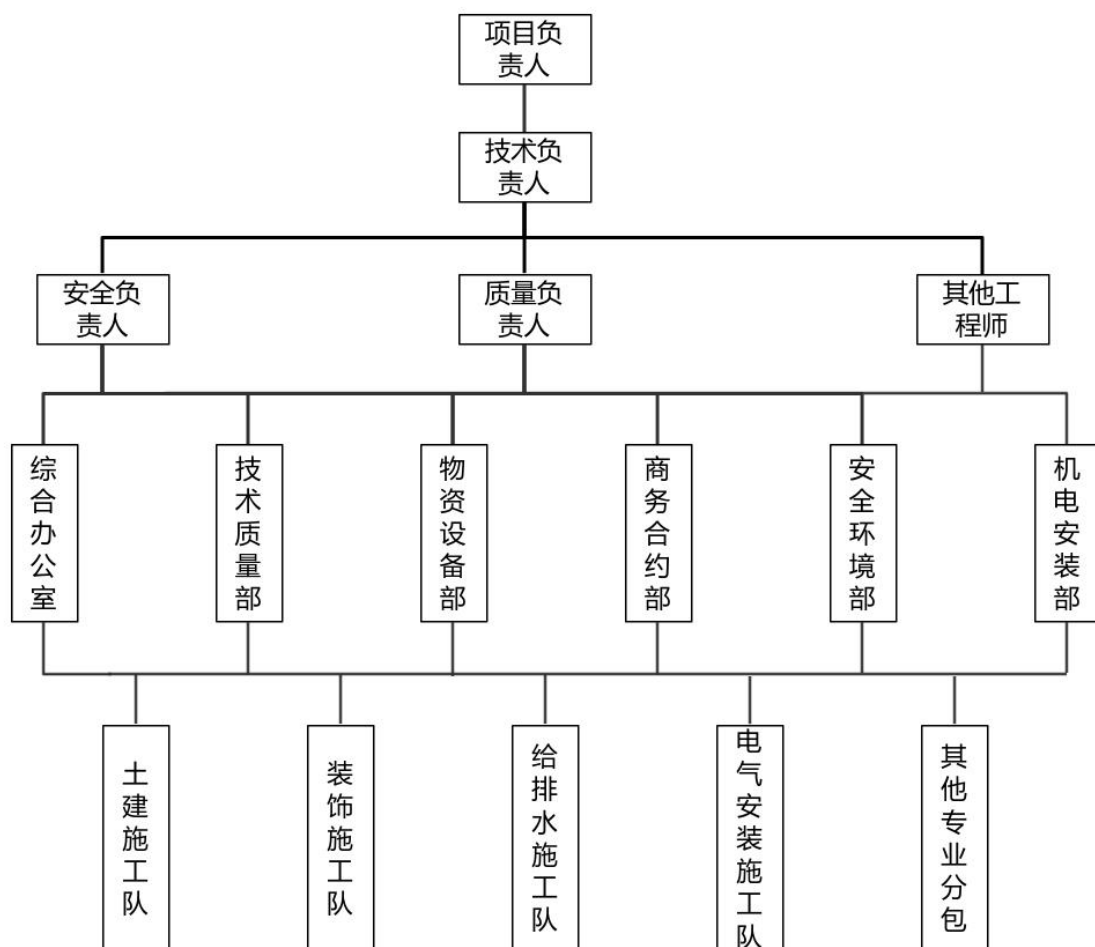 项目负
责人
技术负
责人
安全负
责人
质量负
责人
其他工
程师
综合办公室
技术质量部
物资设备部
商务合约部
安全环境部
机电安装部
土建施工队
装饰施工队
给排水施工队
电气安装施工队
其他专业分包